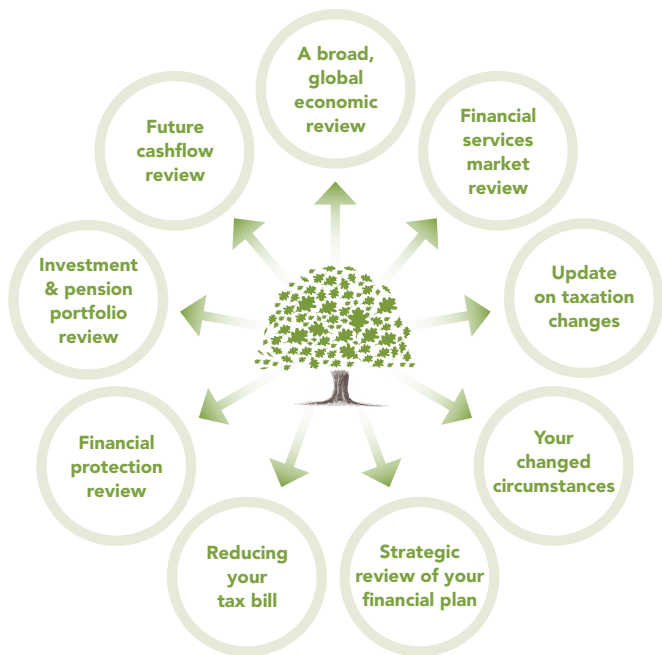 A broad,
global
economic
review
Financial
services
market
review
Update
on taxation
changes
Your
changed
circumstances
Strategic
review of your
financial plan
Reducing
your
tax bill
Financial
protection
review
Investment
& pension
portfolio
review
Future
cashflow
review